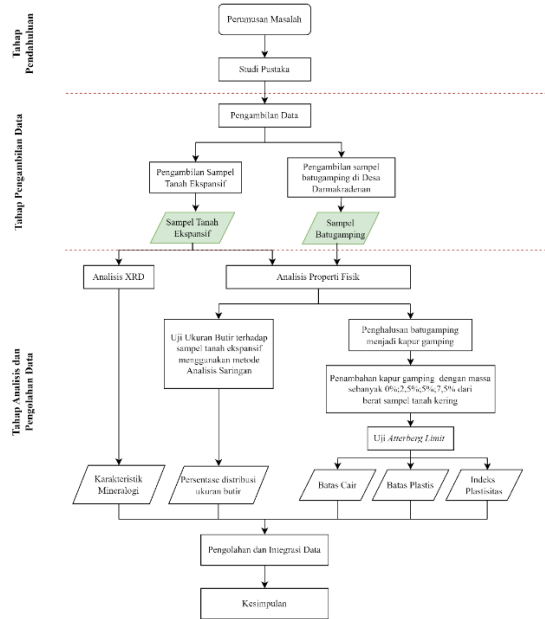 Tahap
Pendahuluan
Perumusan Masalah
Studi Pustaka
Tahap Pengambilan Data
Pengambilan Data
Pengambilan Sampel
Tanah Ekspansif
Pengambilan sampel
batugamping di Desa
Darmakradenan
Sampel Tanah
Ekspansif
Sampel
Batugamping
Tahap Analisis dan
Pengolahan Data
Analisis XRD
Analisis Properti Fisik
Uji Ukuran Butir terhadap
sampel tanah ekspansif
menggunakan metode
Analisis Saringan
Penghalusan batugamping
menjadi kapur gamping
Penambahan kapur gamping dengan massa
sebanyak 0%;2,5%;5%;7,5% dari
berat sampel tanah kering
Uji Atterberg Limit
Karakteristik
Mineralogi
Persentase distribusi
ukuran butir
Batas Cair
Batas Plastis
Indeks
Plastisitas
Pengolahan dan Integrasi Data
Kesimpulan